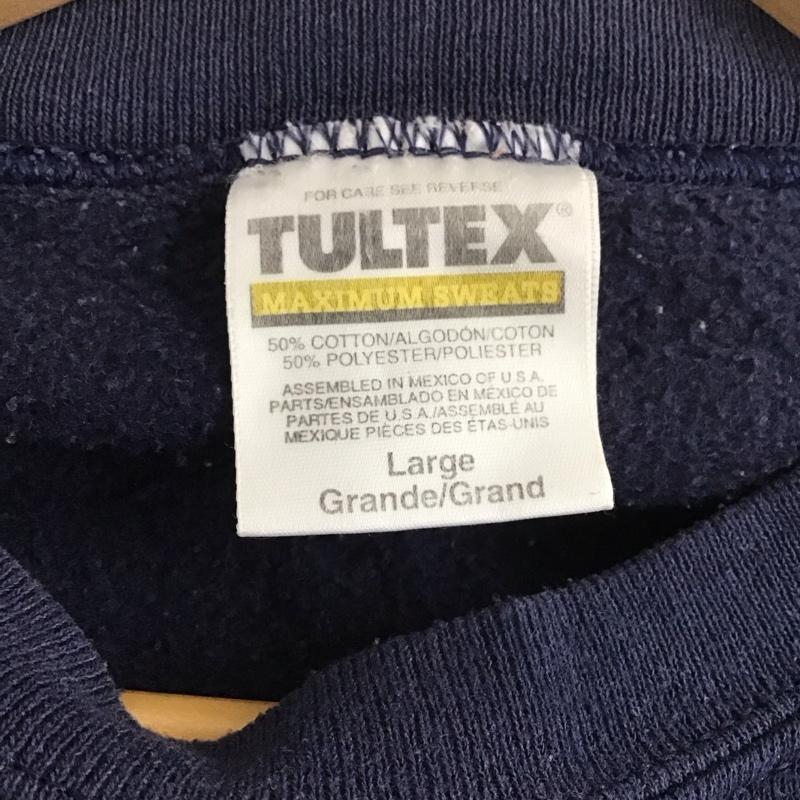 FOR CARE SEE REVERSE
TULTEX®
MAXIMUM SWEATS
50% COTTON/ALGODÓN/COTON
50% POLYESTER/POLIESTER
ASSEMBLED IN MEXICO OF U.S.A.
PARTS/ENSAMBLADO EN MÉXICO DE
PARTES DE U.S.A./ASSEMBLÉ AU
MEXIQUE PIÈCES DES ÉTAS-UNIS
Large
Grande/Grand